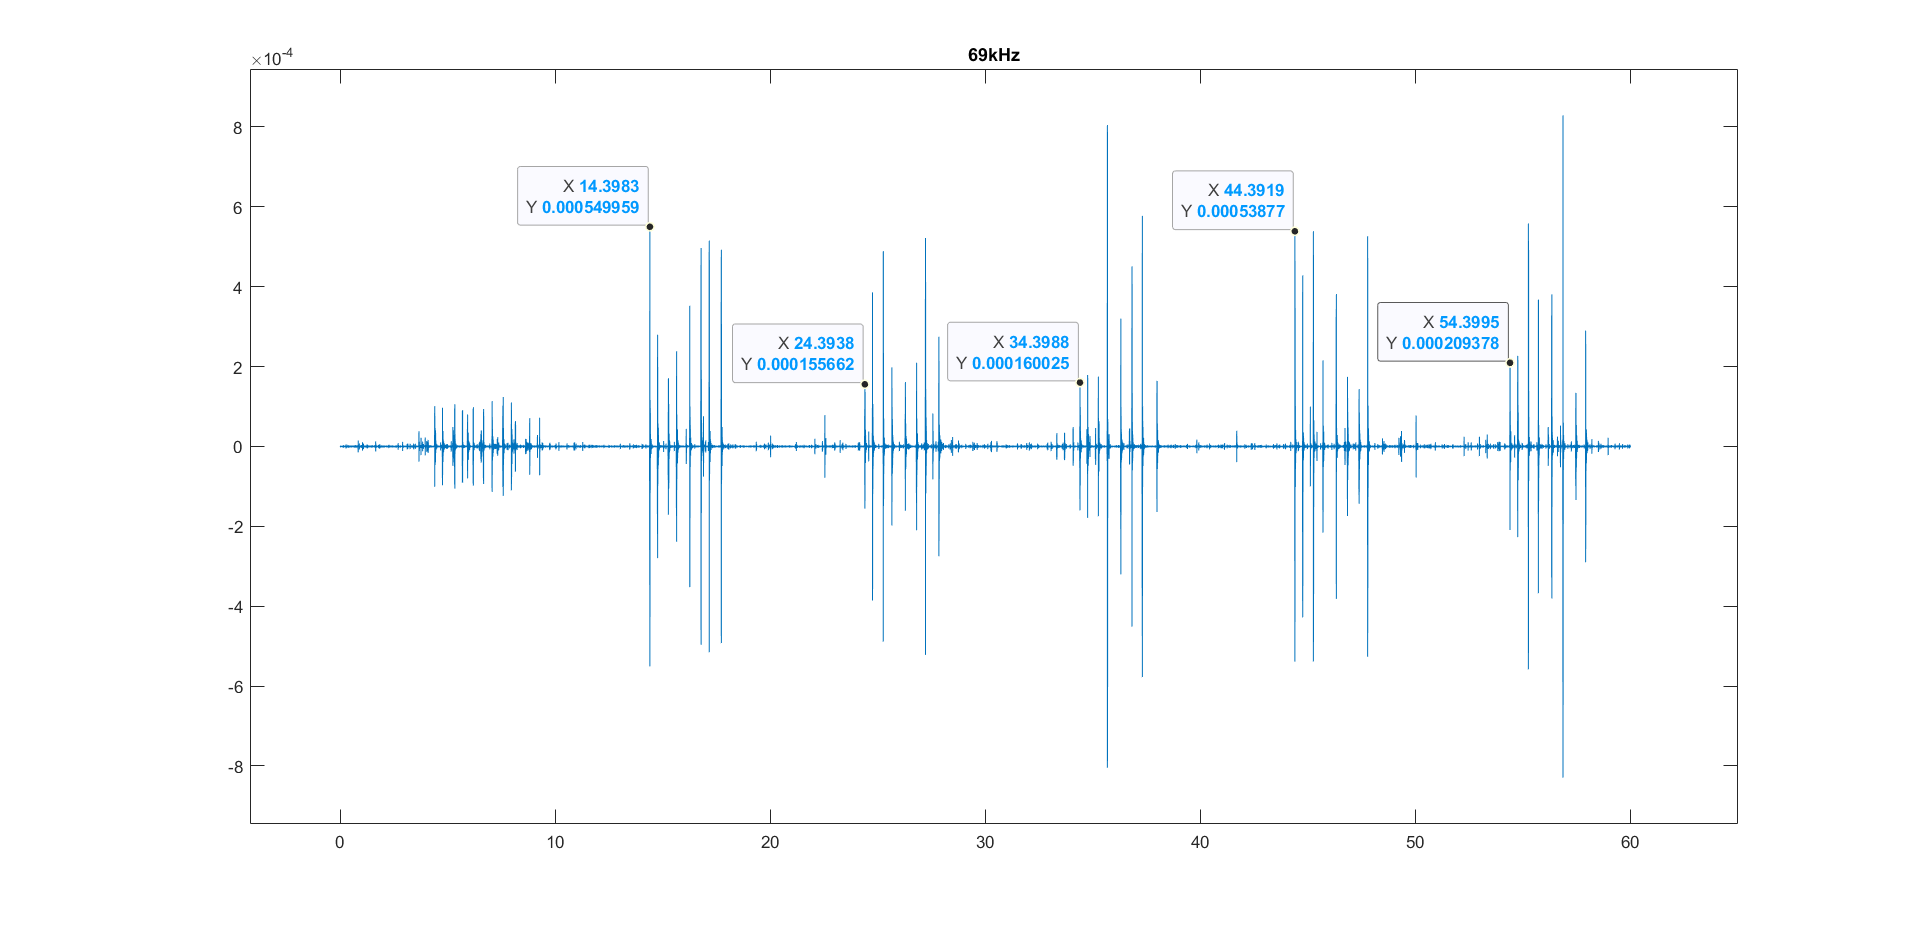 69kHz
×10-4
8
6
4
2
0
-2
-4
-6
-8
X 14.3983
Y 0.000549959
X 24.3938
Y 0.000155662
X 34.3988
Y 0.000160025
X 44.3919
Y 0.00053877
X 54.3995
Y 0.000209378
0 10 20 30 40 50 60